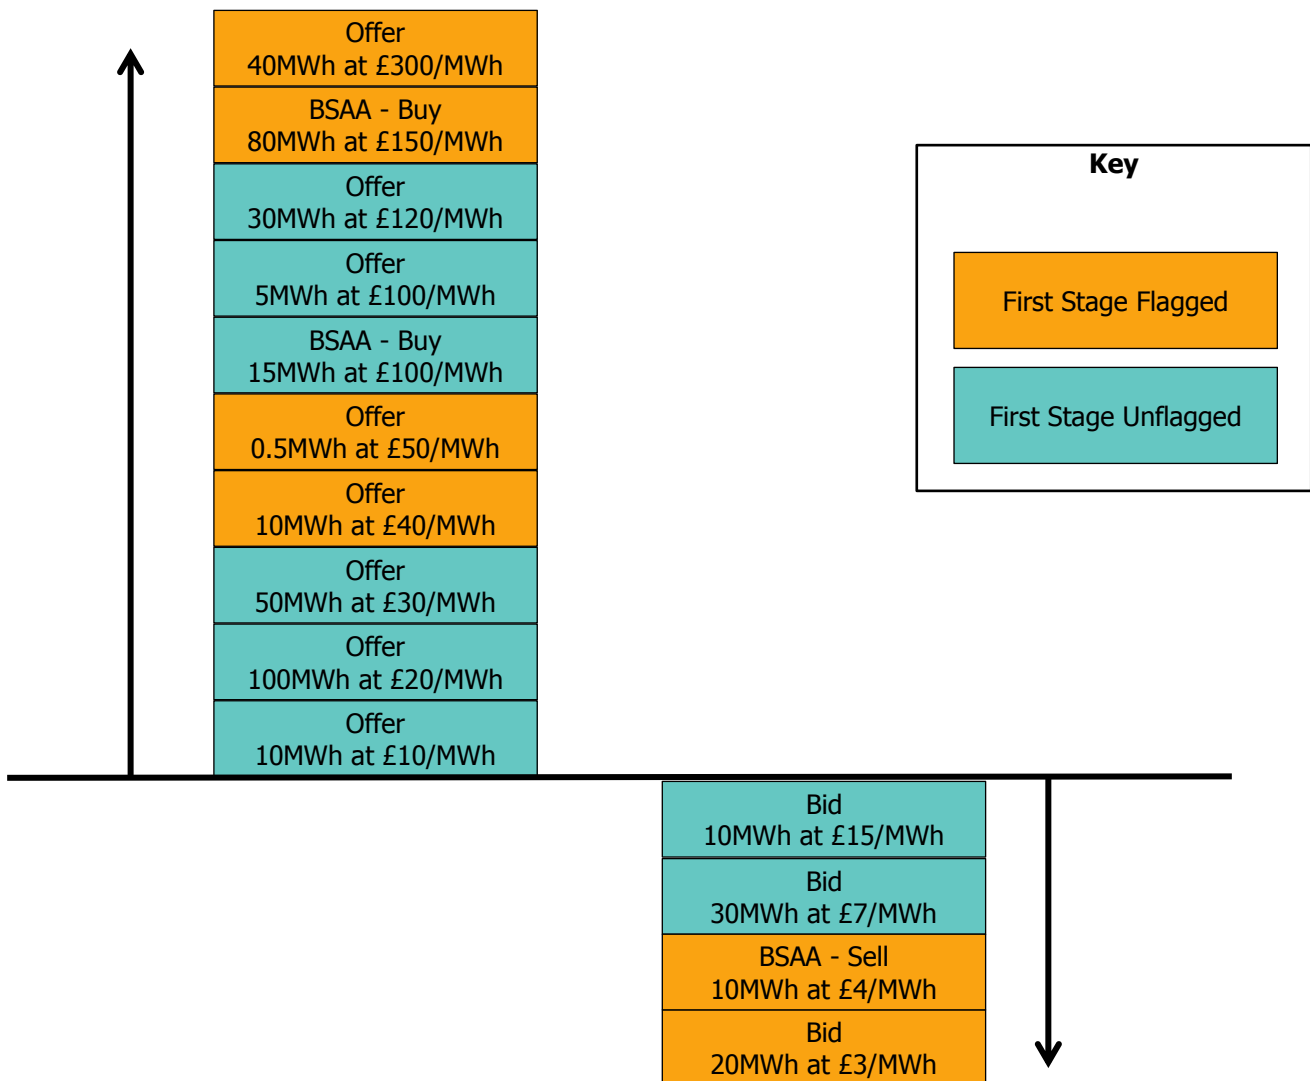 Offer
40MWh at £300/MWh
BSAA - Buy
80MWh at £150/MWh
Offer
30MWh at £120/MWh
Offer
5MWh at £100/MWh
BSAA - Buy
15MWh at £100/MWh
Offer
0.5MWh at £50/MWh
Offer
10MWh at £40/MWh
Offer
50MWh at £30/MWh
Offer
100MWh at £20/MWh
Offer
10MWh at £10/MWh
Bid
10MWh at £15/MWh
Bid
30MWh at £7/MWh
BSAA - Sell
10MWh at £4/MWh
Bid
20MWh at £3/MWh
Key
First Stage Flagged
First Stage Unflagged